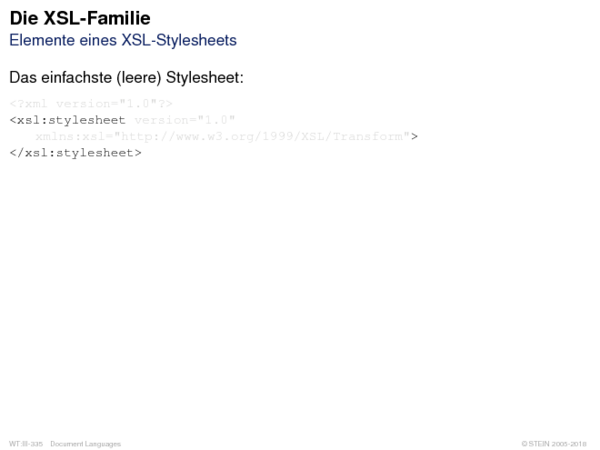 Die XSL-Familie
Elemente eines XSL-Stylesheets
Das einfachste (leere) Stylesheet:
<?xml version="1.0"?>
<xsl:stylesheet version="1.0"
xmlns:xsl="http://www.w3.org/1999/XSL/Transform">
</xsl:stylesheet>
WT:III-335 Document Languages © STEIN 2005-2018